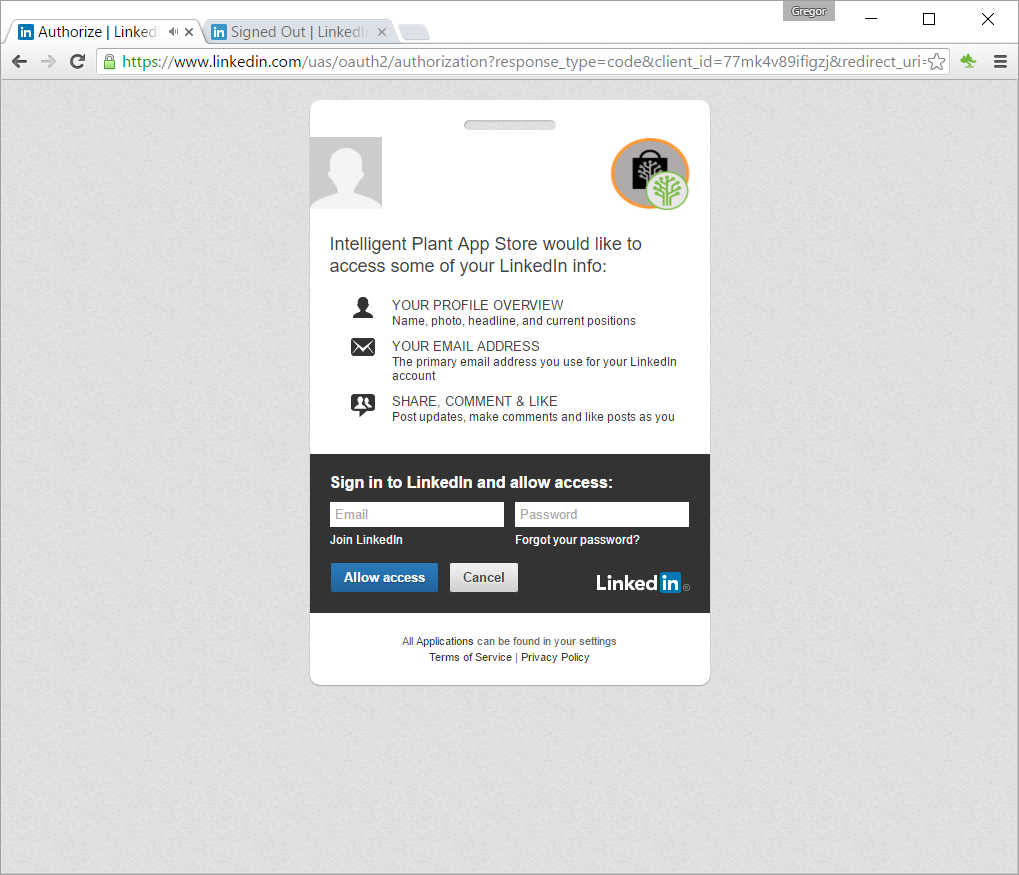 Gregor
Authorize | Linked
Signed Out | LinkedIn
https://www.linkedin.com/uas/oauth2/authorization?response_type=code&client_id=77mk4v89ifigzj&redirect_uri=
Intelligent Plant App Store would like to
access some of your LinkedIn info:
YOUR PROFILE OVERVIEW
Name, photo, headline, and current positions
YOUR EMAIL ADDRESS
The primary email address you use for your LinkedIn
account
SHARE, COMMENT & LIKE
Post updates, make comments and like posts as you
Sign in to LinkedIn and allow access:
Email Password
Join LinkedIn Forgot your password?
Allow access Cancel LinkedIn®
All Applications can be found in your settings
Terms of Service | Privacy Policy